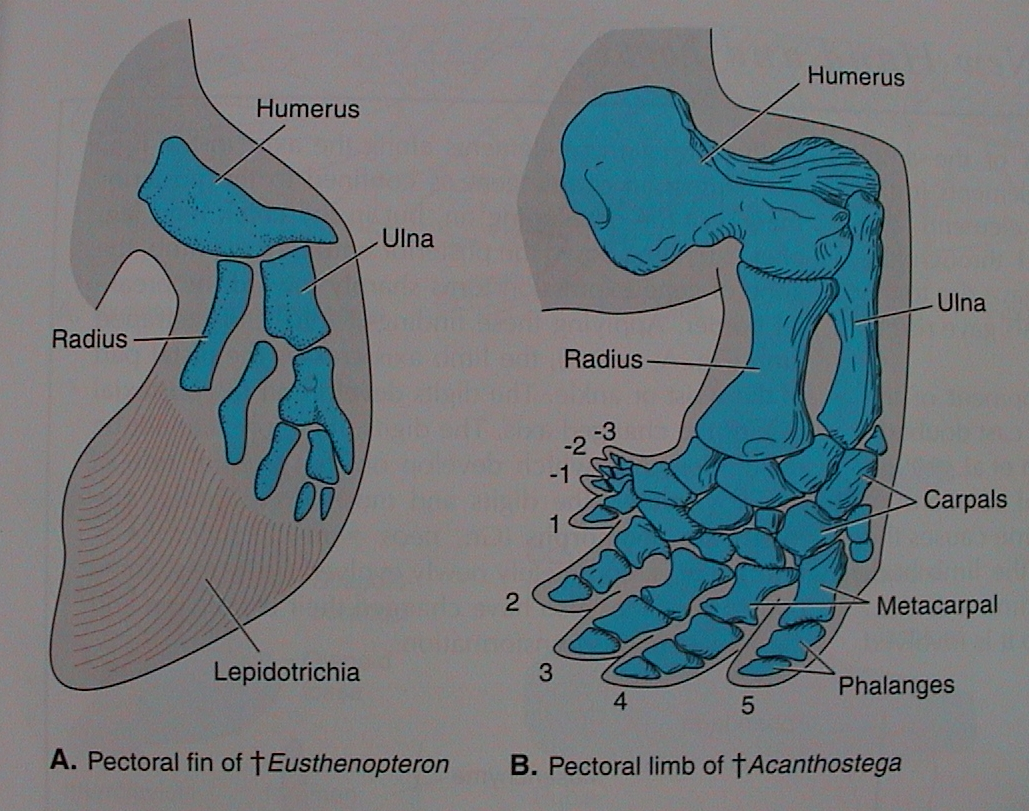 Humerus
Ulna
Radius
Lepidotrichia
A. Pectoral fin of †Eusthenopteron
Humerus
Ulna
Radius
-3
-2
-1
1
2
3
4
5
Carpals
Metacarpal
Phalanges
B. Pectoral limb of †Acanthostega